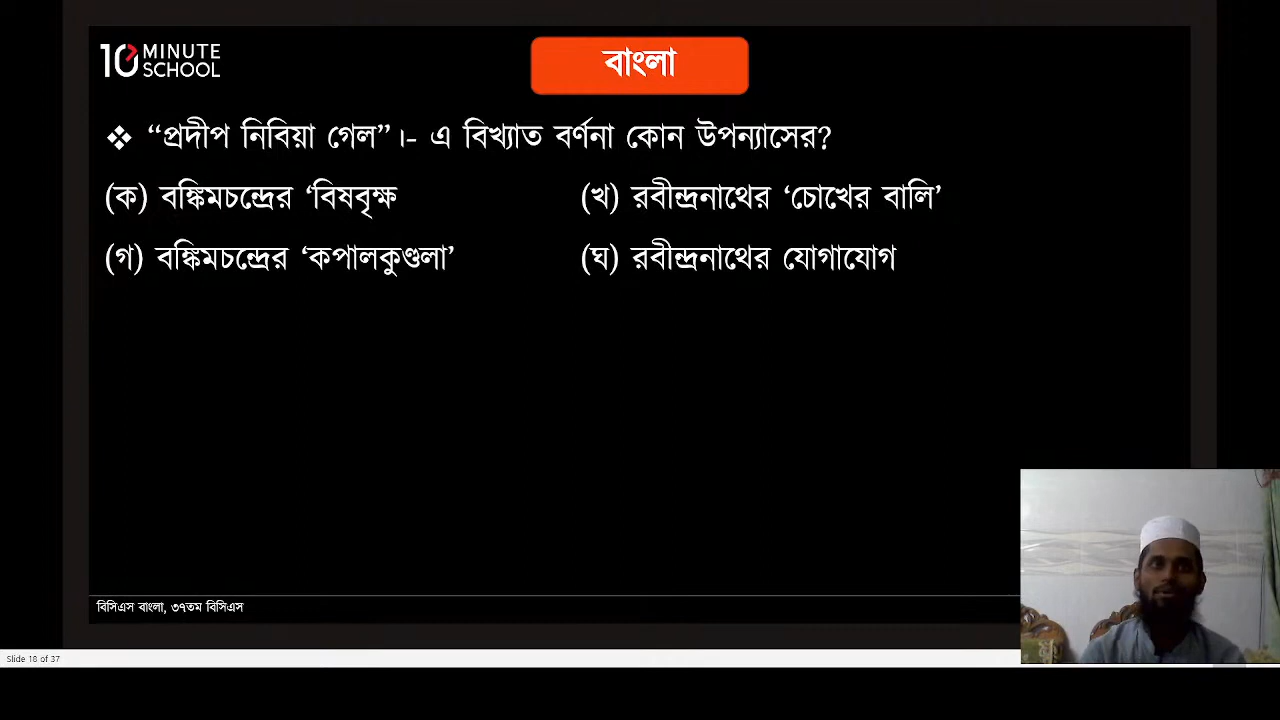 10 MINUTE SCHOOL
বাংলা
❖ “প্রদীপ নিবিয়া গেল”।- এ বিখ্যাত বর্ণনা কোন উপন্যাসের?
(ক) বঙ্কিমচন্দ্রের ‘বিষবৃক্ষ (খ) রবীন্দ্রনাথের ‘চোখের বালি’
(গ) বঙ্কিমচন্দ্রের ‘কপালকুণ্ডলা’ (ঘ) রবীন্দ্রনাথের যোগাযোগ
বিসিএস বাংলা, ৩৭তম বিসিএস
Slide 18 of 37